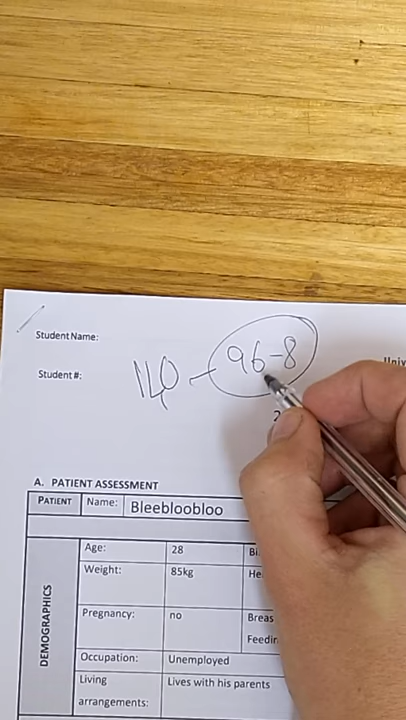 Student Name:
140 - 96-8
Student #:
A. PATIENT ASSESSMENT
PATIENT Name: Bleebloobloo
DEMOGRAPHICS
Age: 28
Weight: 85kg
Pregnancy: no
Occupation: Unemployed
Living arrangements: Lives with his parents